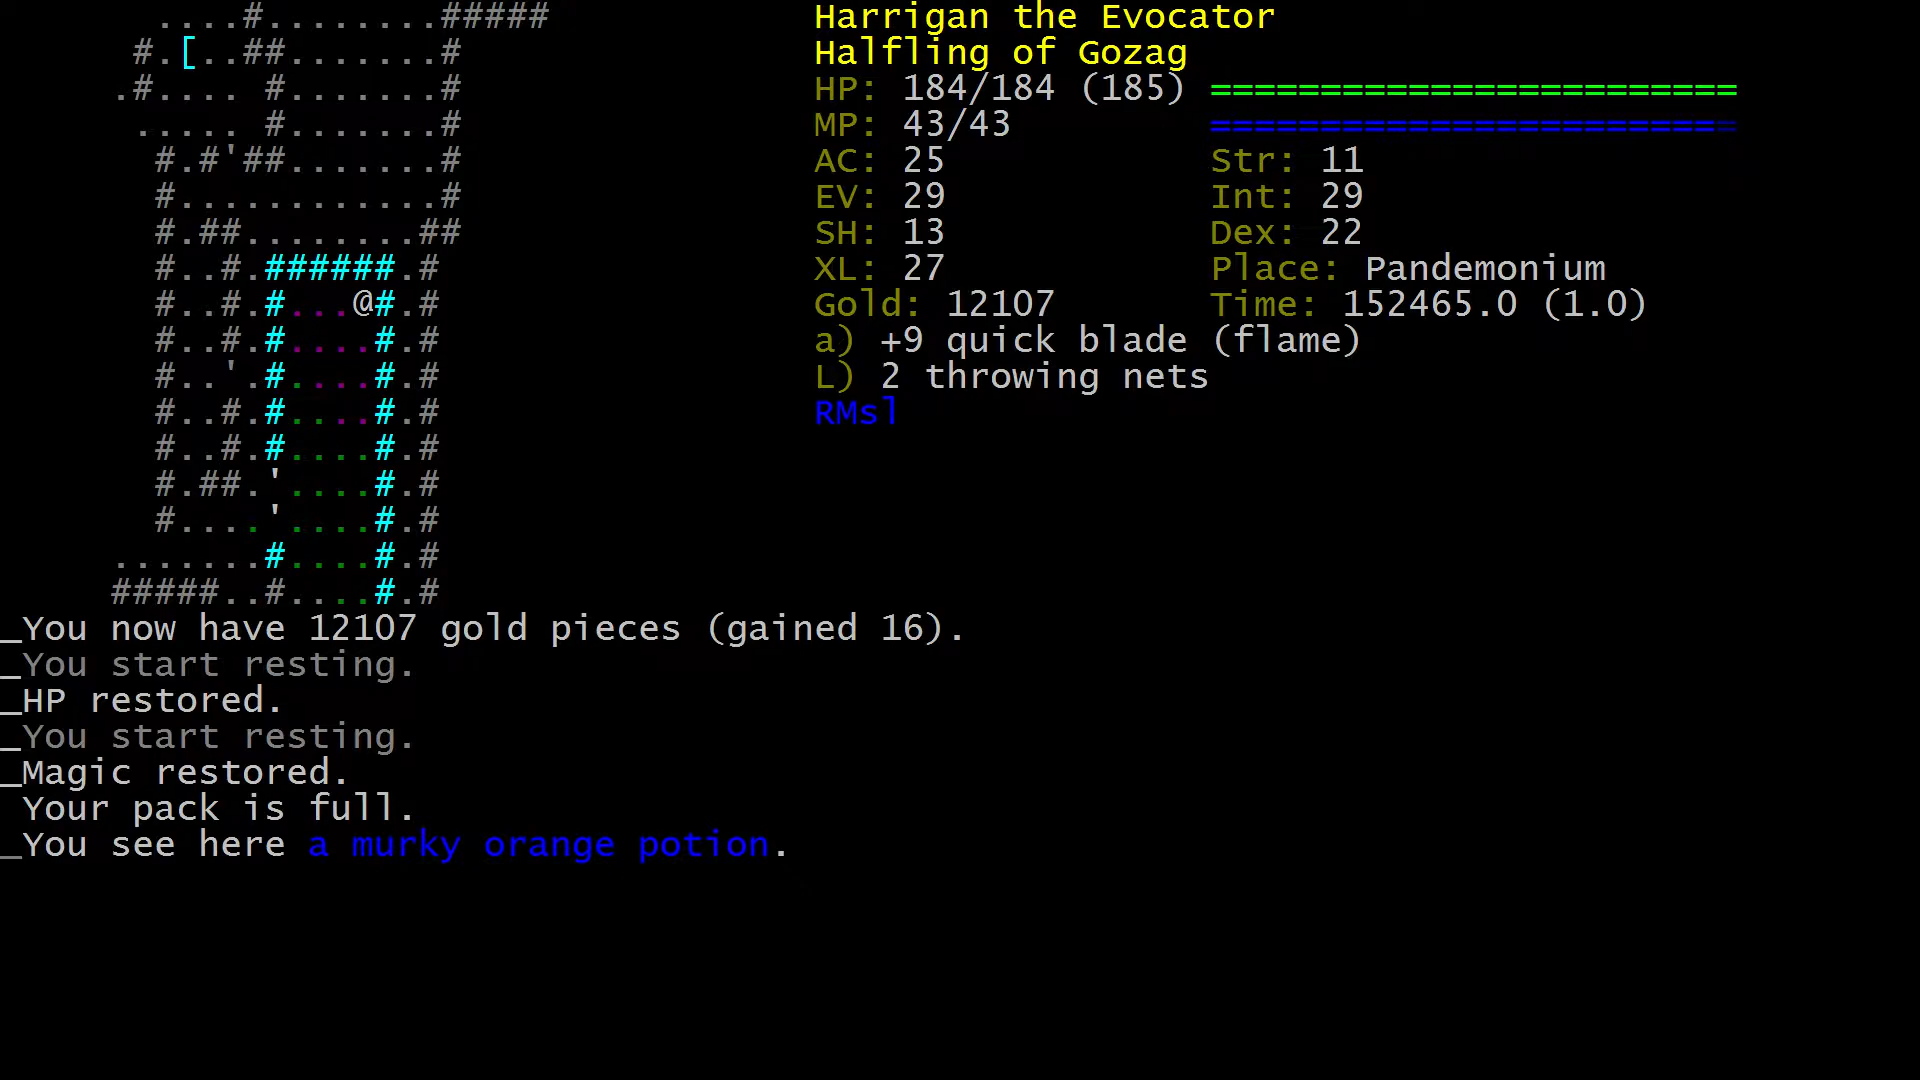 ....#........##### Harrigan the Evocator
#.[..##.......# Halfling of Gozag
.#.... #.......# HP: 184/184 (185) ========================
..... #.......# MP: 43/43 ========================
#.#'##.......# AC: 25 Str: 11
#............# EV: 29 Int: 29
#.##........## SH: 13 Dex: 22
#..#.######.# XL: 27 Place: Pandemonium
#..#.#...@#.# Gold: 12107 Time: 152465.0 (1.0)
#..#.#....#.# a) +9 quick blade (flame)
#..'.#....#.# L) 2 throwing nets
#..#.#....#.# RMsl
#..#.#....#.#
#.##.'....#.#
#....'....#.#
.......#....#.#
#####..#....#.#
_You now have 12107 gold pieces (gained 16).
_You start resting.
_HP restored.
_You start resting.
_Magic restored.
Your pack is full.
_You see here a murky orange potion.